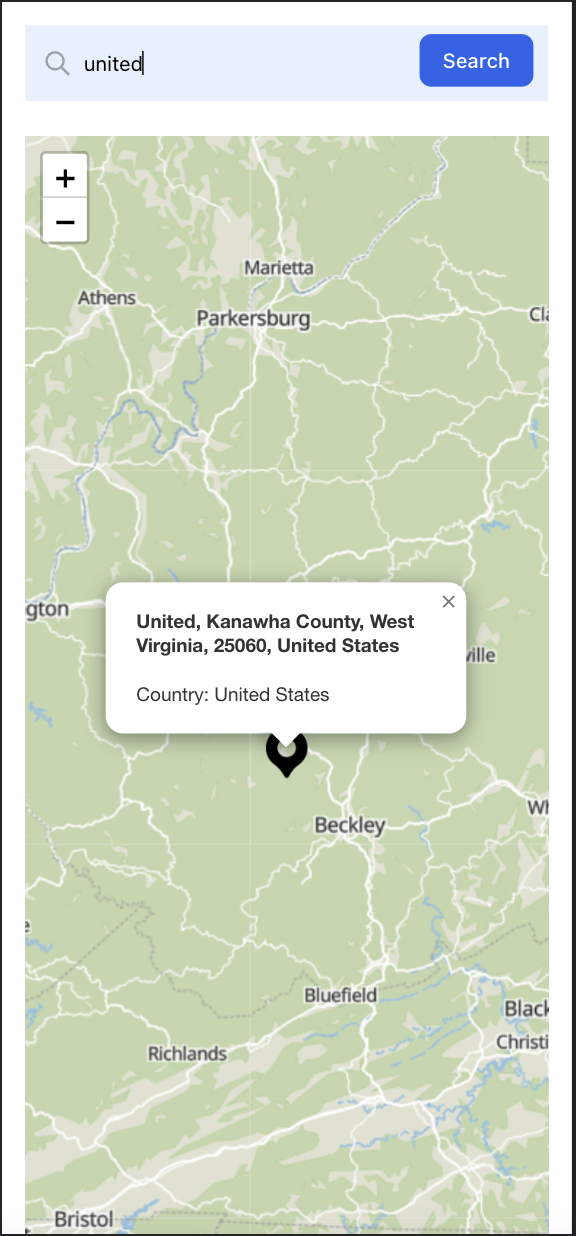 united
Search
+
−
Marietta
Athens
Parkersburg
Cla
gton
×
United, Kanawha County, West
Virginia, 25060, United States
ville
Country: United States
Wh
Beckley
e
Bluefield
Black
Christi
Richlands
Bristol